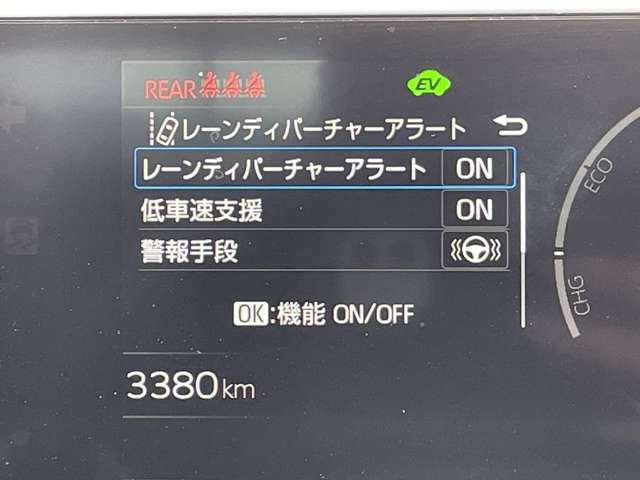 REAR
EV
レーンディパーチャーアラート
レーンディパーチャーアラート ON
低車速支援 ON
警報手段
OK:機能 ON/OFF
3380 km
ECO
CHG